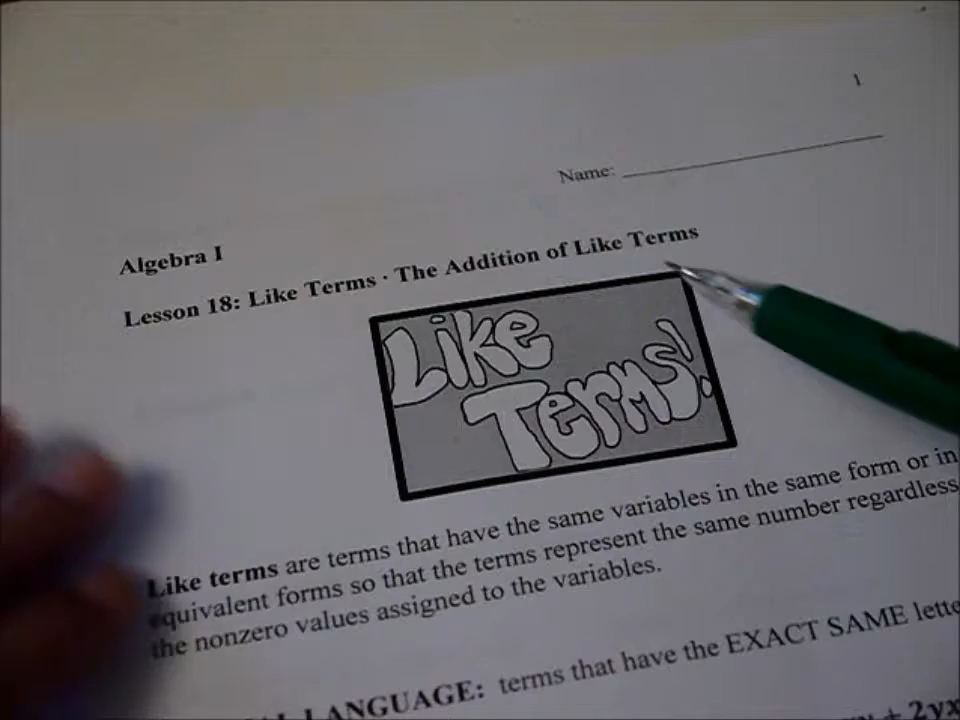 1
Name:
Algebra I
Lesson 18: Like Terms · The Addition of Like Terms
Like
Terms!
Like terms are terms that have the same variables in the same form or in
equivalent forms so that the terms represent the same number regardless
the nonzero values assigned to the variables.
LANGUAGE: terms that have the EXACT SAME
+ 2yx